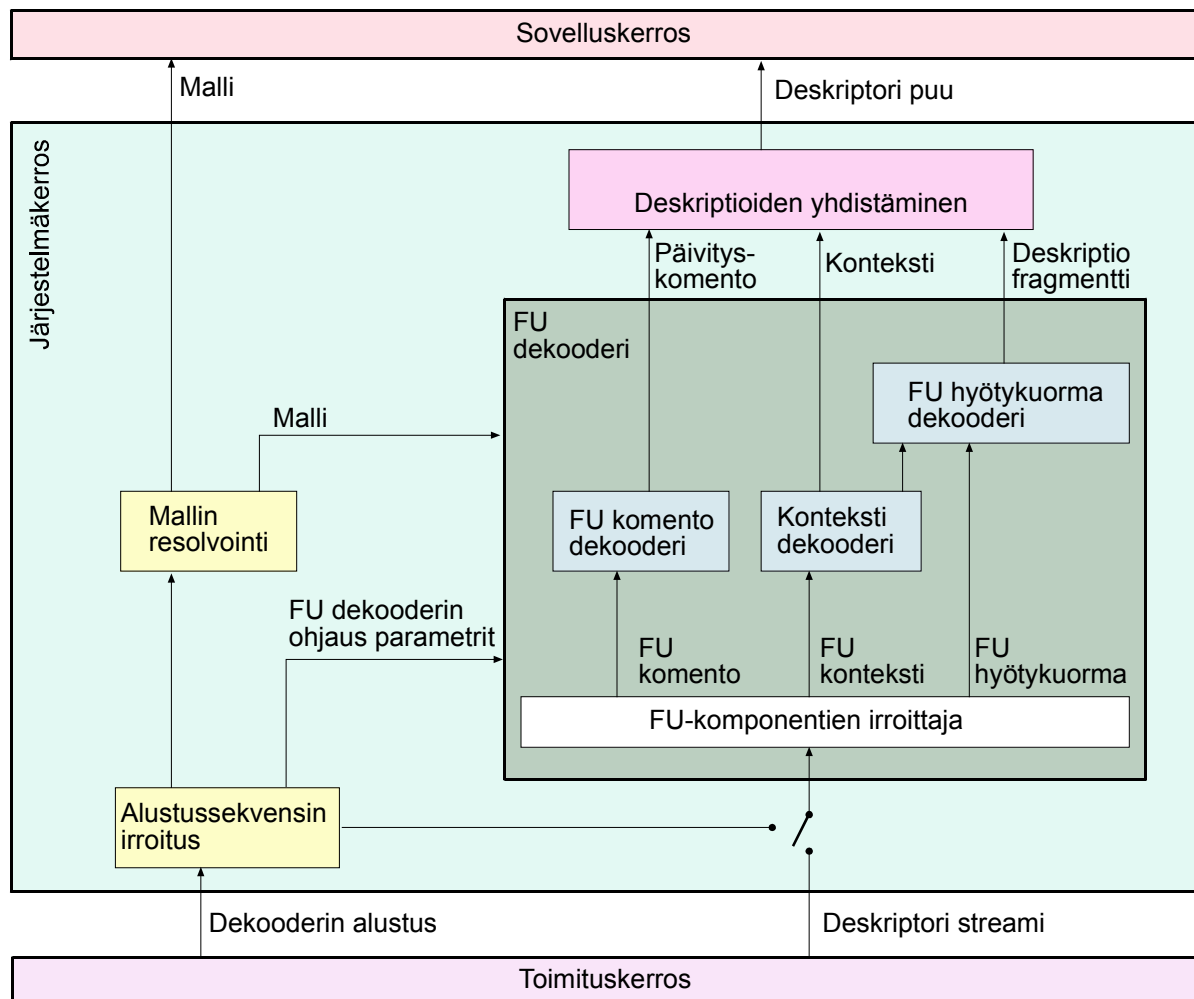 Sovelluskerros
Malli
Deskriptori puu
Järjestelmäkerros
Deskriptioiden yhdistäminen
Päivitys-
komento
Konteksti
Deskriptio
fragmentti
FU
dekooderi
FU hyötykuorma
dekooderi
Malli
Mallin
resolvointi
FU komento
dekooderi
Konteksti
dekooderi
FU dekooderin
ohjaus parametrit
FU
komento
FU
konteksti
FU
hyötykuorma
FU-komponentien irroittaja
Alustussekvensin
irroitus
Dekooderin alustus
Deskriptori streami
Toimituskerros